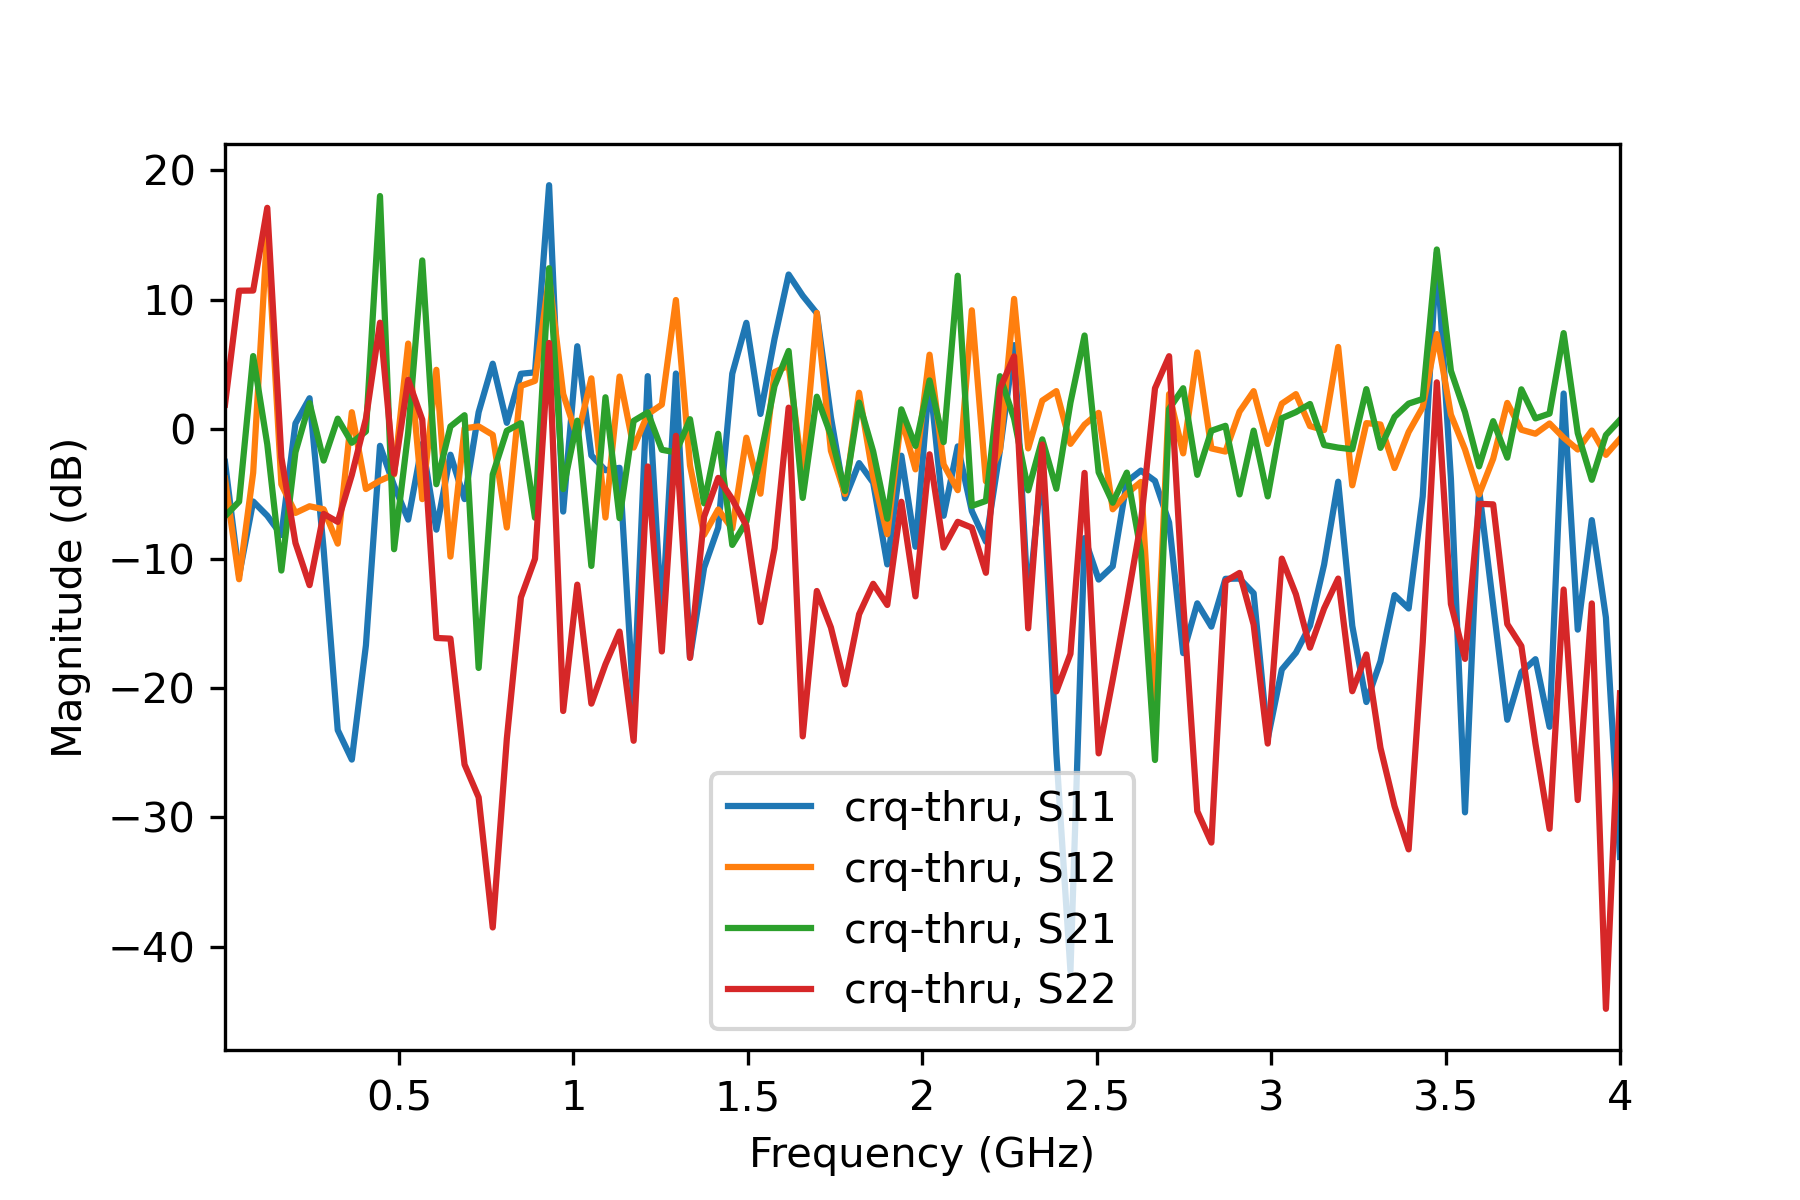 20
10
0
−10
−20
−30
−40
Magnitude (dB)
crq-thru, S11
crq-thru, S12
crq-thru, S21
crq-thru, S22
0.5 1 1.5 2 2.5 3 3.5 4
Frequency (GHz)